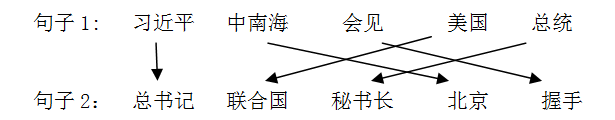 句子1: 习近平 中南海 会见 美国 总统
句子2: 总书记 联合国 秘书长 北京 握手